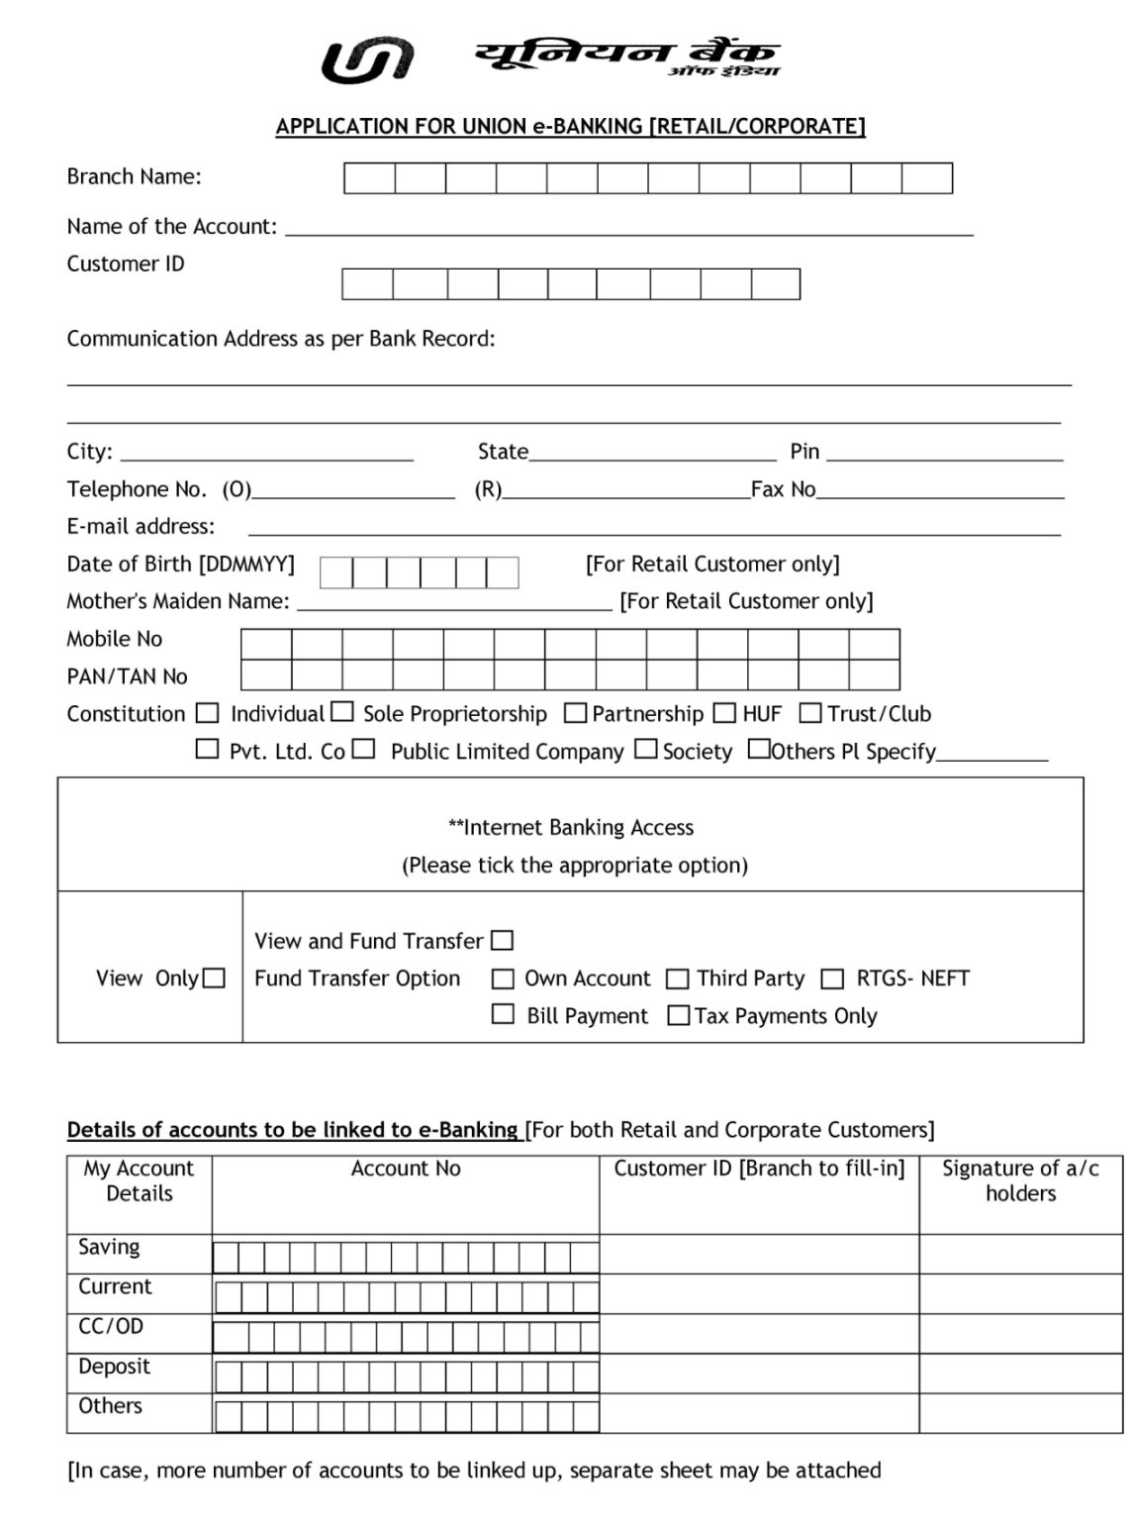 यूनियन बैंक
ऑफ इंडिया
APPLICATION FOR UNION e-BANKING [RETAIL/CORPORATE]
Branch Name:
Name of the Account:
Customer ID
Communication Address as per Bank Record:
City: State Pin
Telephone No. (O) (R) Fax No
E-mail address:
Date of Birth [DDMMYY] [For Retail Customer only]
Mother's Maiden Name: [For Retail Customer only]
Mobile No
PAN/TAN No
Constitution Individual Sole Proprietorship Partnership HUF Trust/Club
Pvt. Ltd. Co Public Limited Company Society Others Pl Specify
**Internet Banking Access
(Please tick the appropriate option)
View and Fund Transfer
View Only Fund Transfer Option Own Account Third Party RTGS- NEFT
Bill Payment Tax Payments Only
Details of accounts to be linked to e-Banking [For both Retail and Corporate Customers]
My Account Account No Customer ID [Branch to fill-in] Signature of a/c
Details holders
Saving
Current
CC/OD
Deposit
Others
[In case, more number of accounts to be linked up, separate sheet may be attached